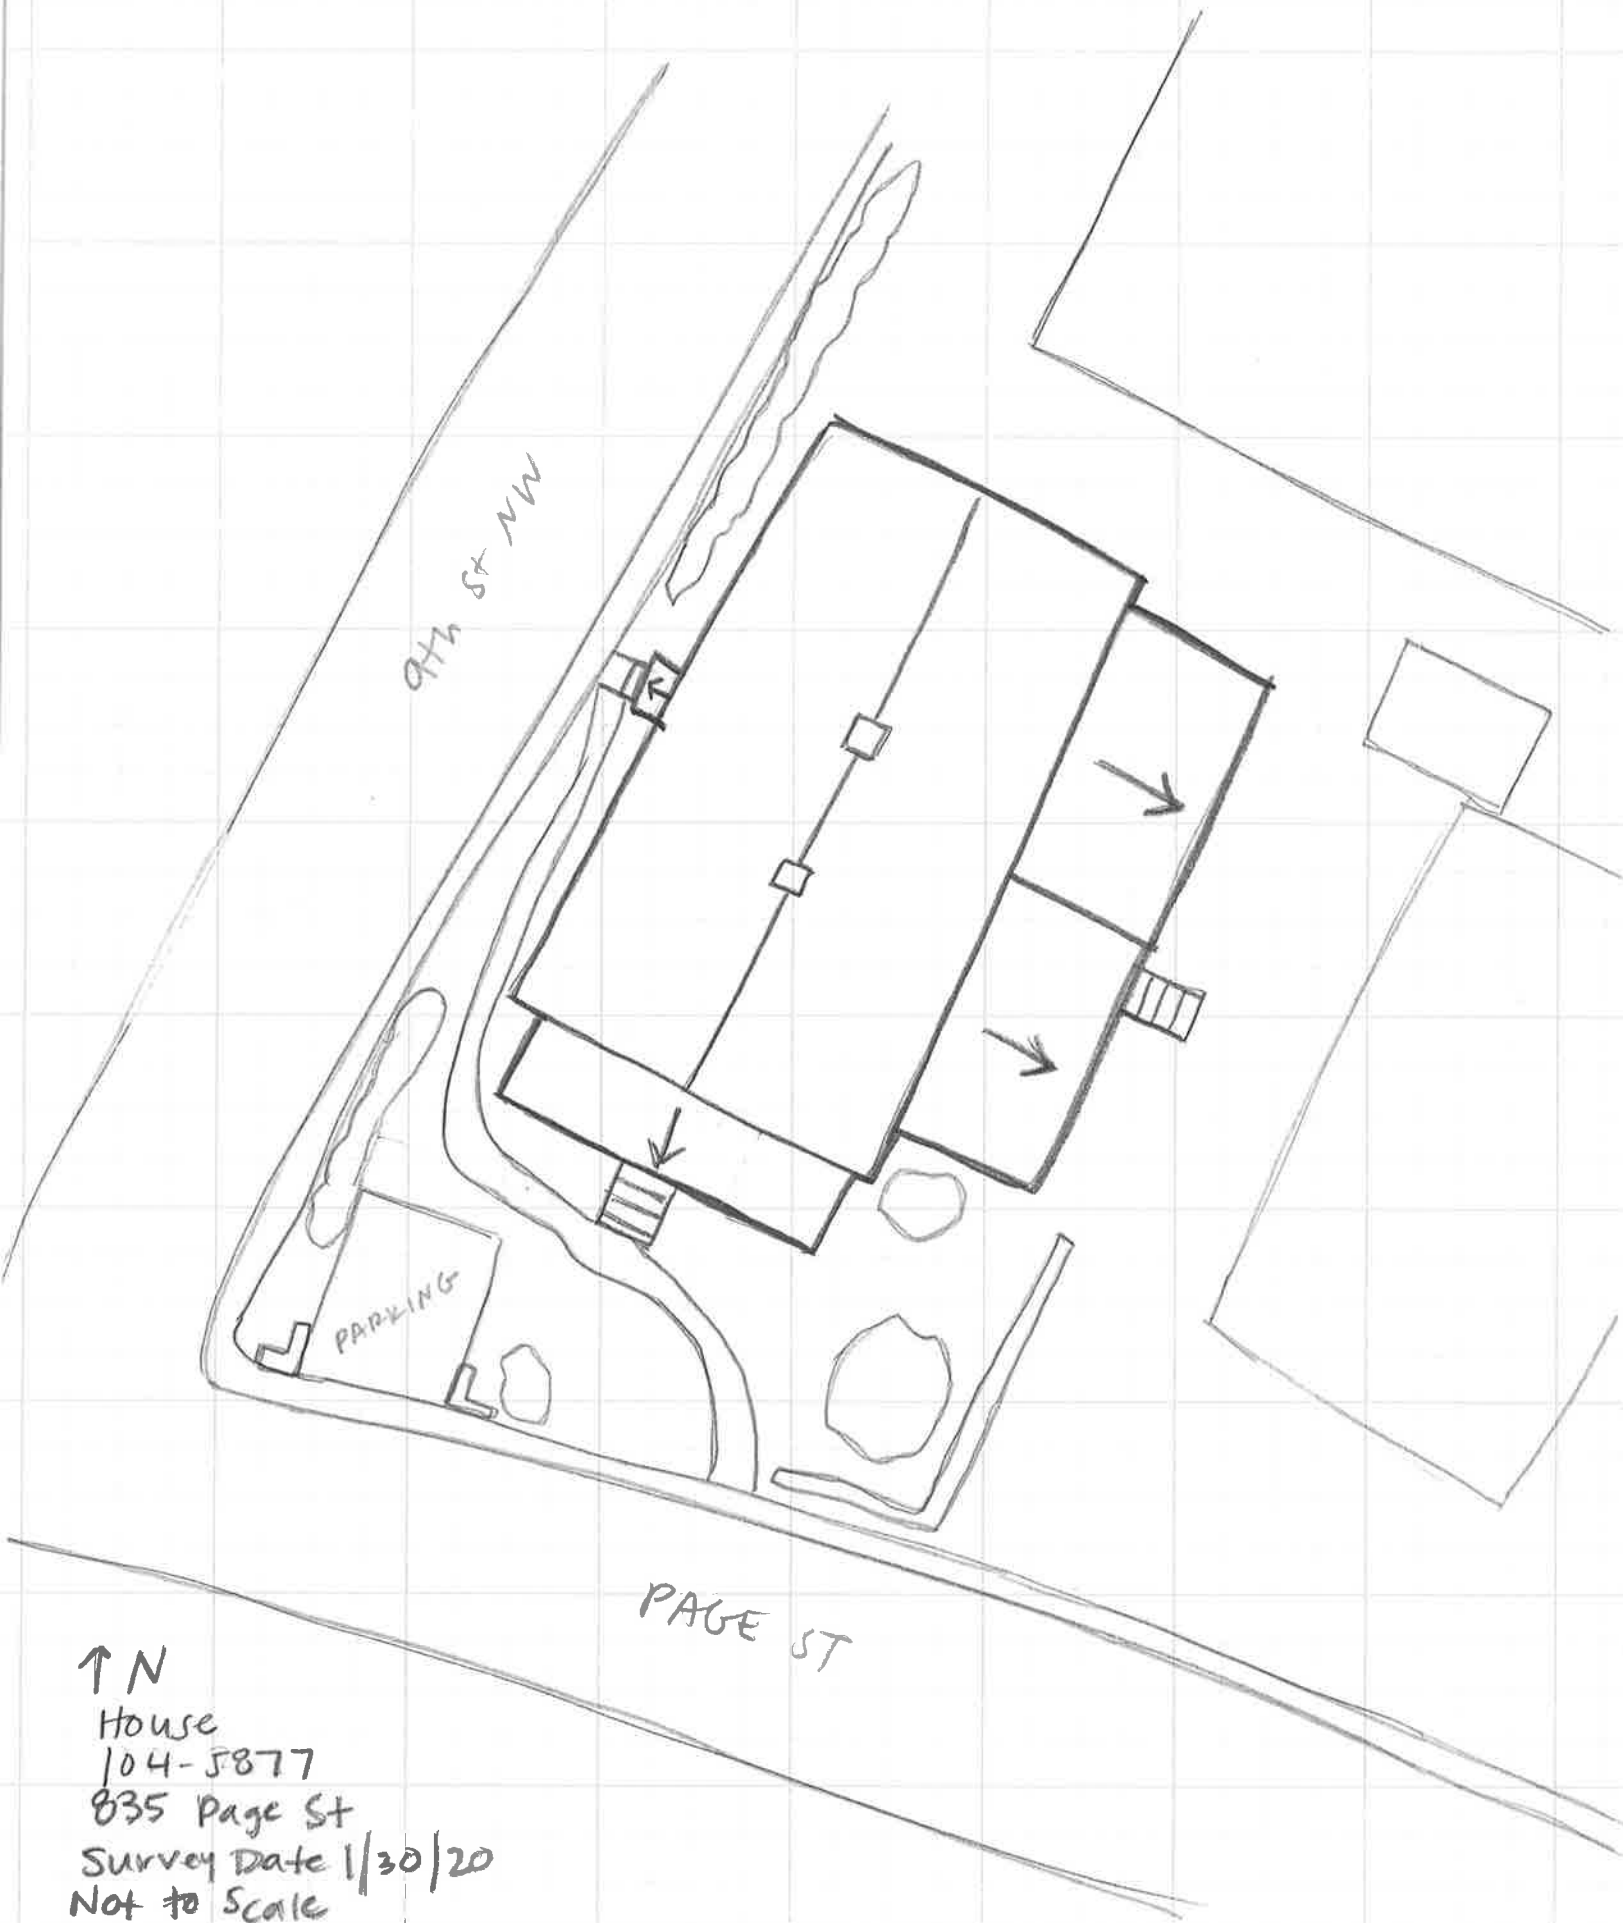 9th St NW
PARKING
PAGE ST
↑ N
House
104-5877
835 Page St
Survey Date 1/30/20
Not to Scale